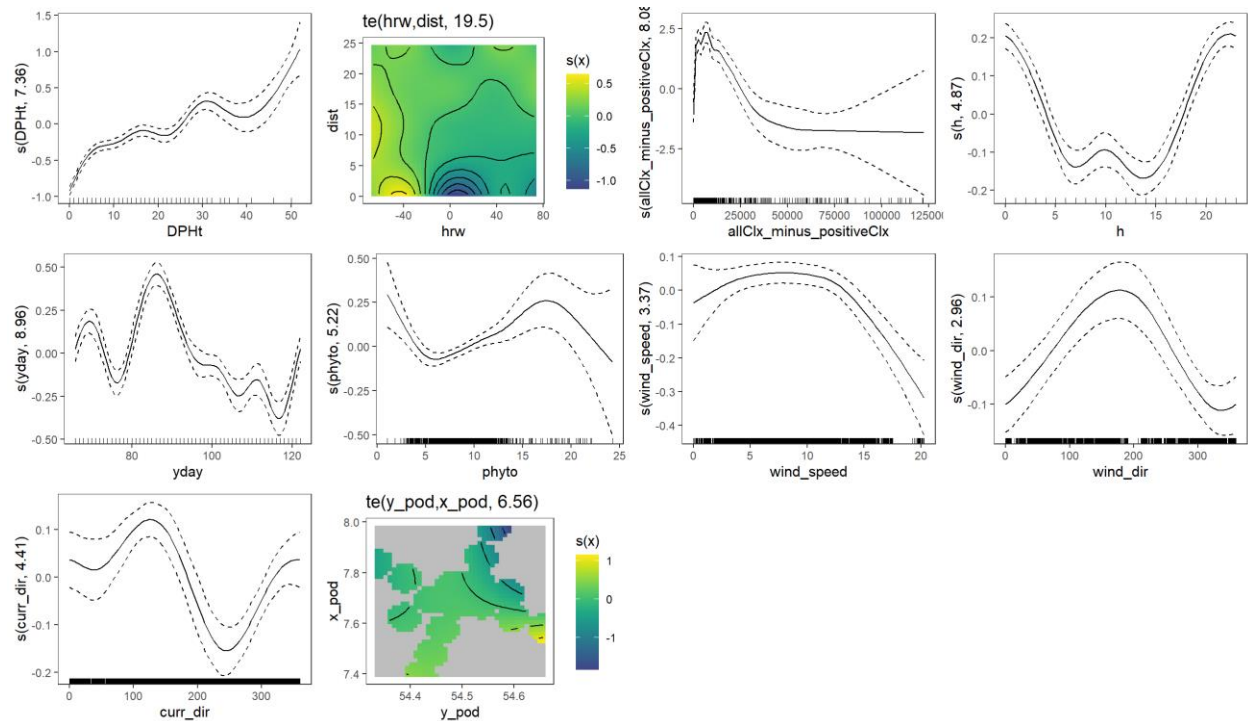 s(DPHt, 7.36)
1.5
1.0
0.5
0.0
-0.5
-1.0
0 10 20 30 40 50
DPHt
te(hrw,dist, 19.5)
dist
25
20
15
10
5
0
-40 0 40 80
hrw
s(x)
0.5
0.0
-0.5
-1.0
s(allClx_minus_positiveClx, 8.08
2.5
0.0
-2.5
0 25000 50000 75000 100000 125000
allClx_minus_positiveClx
s(h, 4.87)
0.2
0.1
0.0
-0.1
-0.2
0 5 10 15 20
h
s(yday, 8.96)
0.50
0.25
0.00
-0.25
-0.50
80 100 120
yday
s(phyto, 5.22)
0.50
0.25
0.00
-0.25
-0.50
0 5 10 15 20 25
phyto
s(wind_speed, 3.37)
0.1
0.0
-0.1
-0.2
-0.3
-0.4
0 5 10 15 20
wind_speed
s(wind_dir, 2.96)
0.1
0.0
-0.1
0 100 200 300
wind_dir
s(curr_dir, 4.41)
0.1
0.0
-0.1
-0.2
0 100 200 300
curr_dir
te(y_pod,x_pod, 6.56)
x_pod
8.0
7.8
7.6
7.4
54.4 54.5 54.6
y_pod
s(x)
1
0
-1